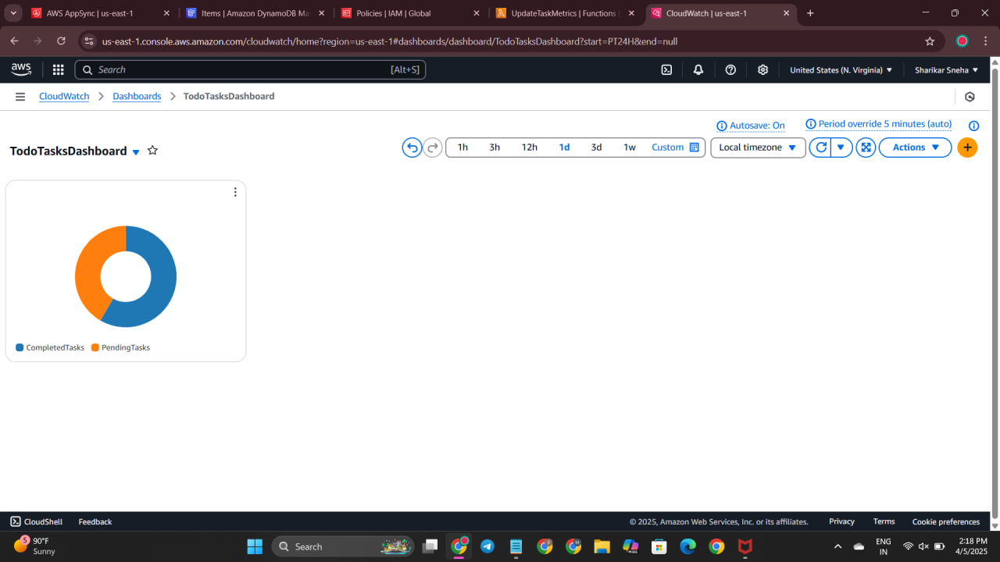 AWS AppSync | us-east-1
Items | Amazon DynamoDB Ma
Policies | IAM | Global
UpdateTaskMetrics | Functions |
CloudWatch | us-east-1
us-east-1.console.aws.amazon.com/cloudwatch/home?region=us-east-1#dashboards/dashboard/TodoTasksDashboard?start=PT24H&end=null
aws
Search
[Alt+S]
United States (N. Virginia)
Sharikar Sneha
CloudWatch
Dashboards
TodoTasksDashboard
Autosave: On
Period override 5 minutes (auto)
TodoTasksDashboard
1h 3h 12h 1d 3d 1w Custom
Local timezone
Actions
CompletedTasks PendingTasks
CloudShell Feedback
© 2025, Amazon Web Services, Inc. or its affiliates. Privacy Terms Cookie preferences
5
90°F
Sunny
Search
M365
ENG
IN
2:18 PM
4/5/2025